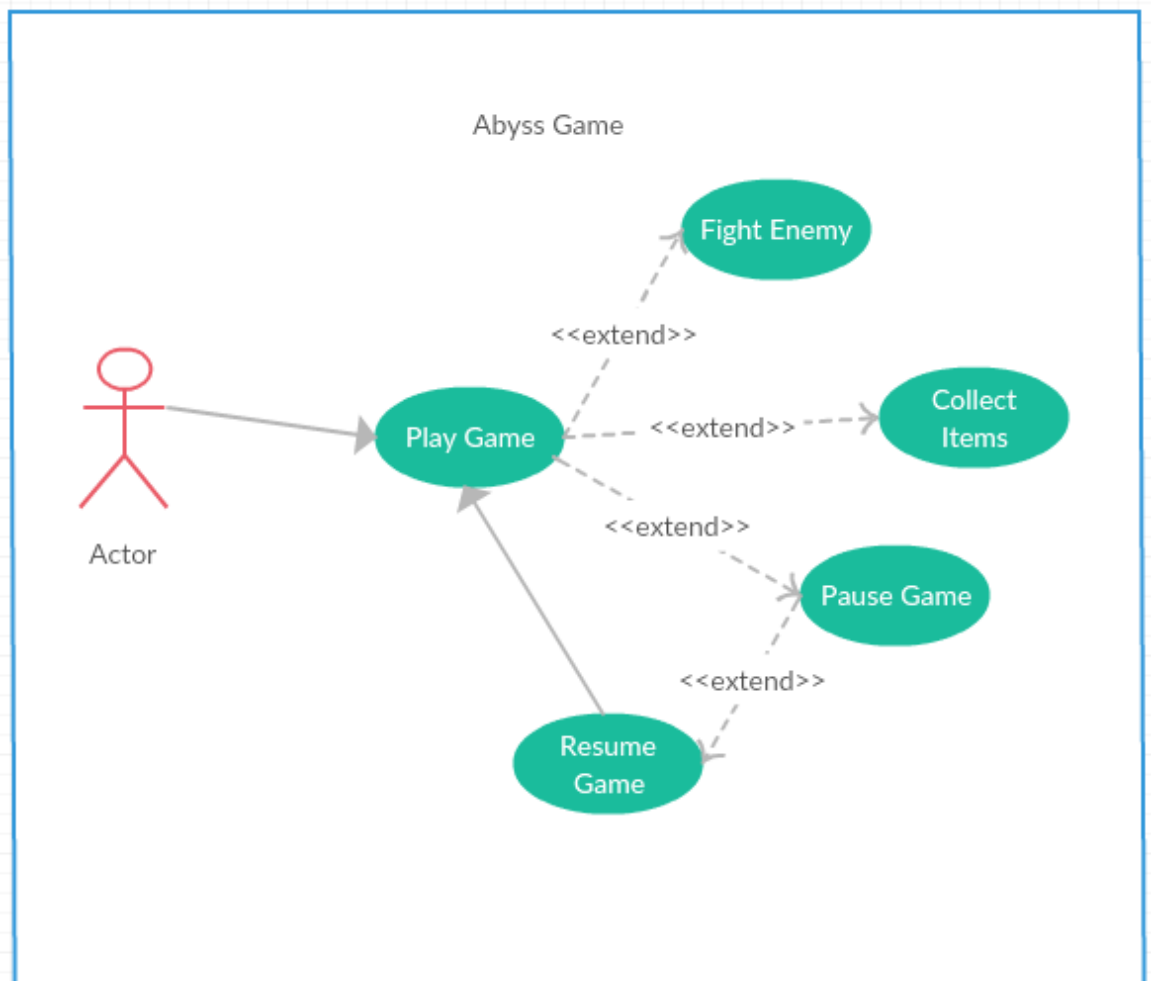 Abyss Game
Fight Enemy
<<extend>>
Collect
Items
<<extend>>
Play Game
<<extend>>
Actor
Pause Game
<<extend>>
Resume
Game